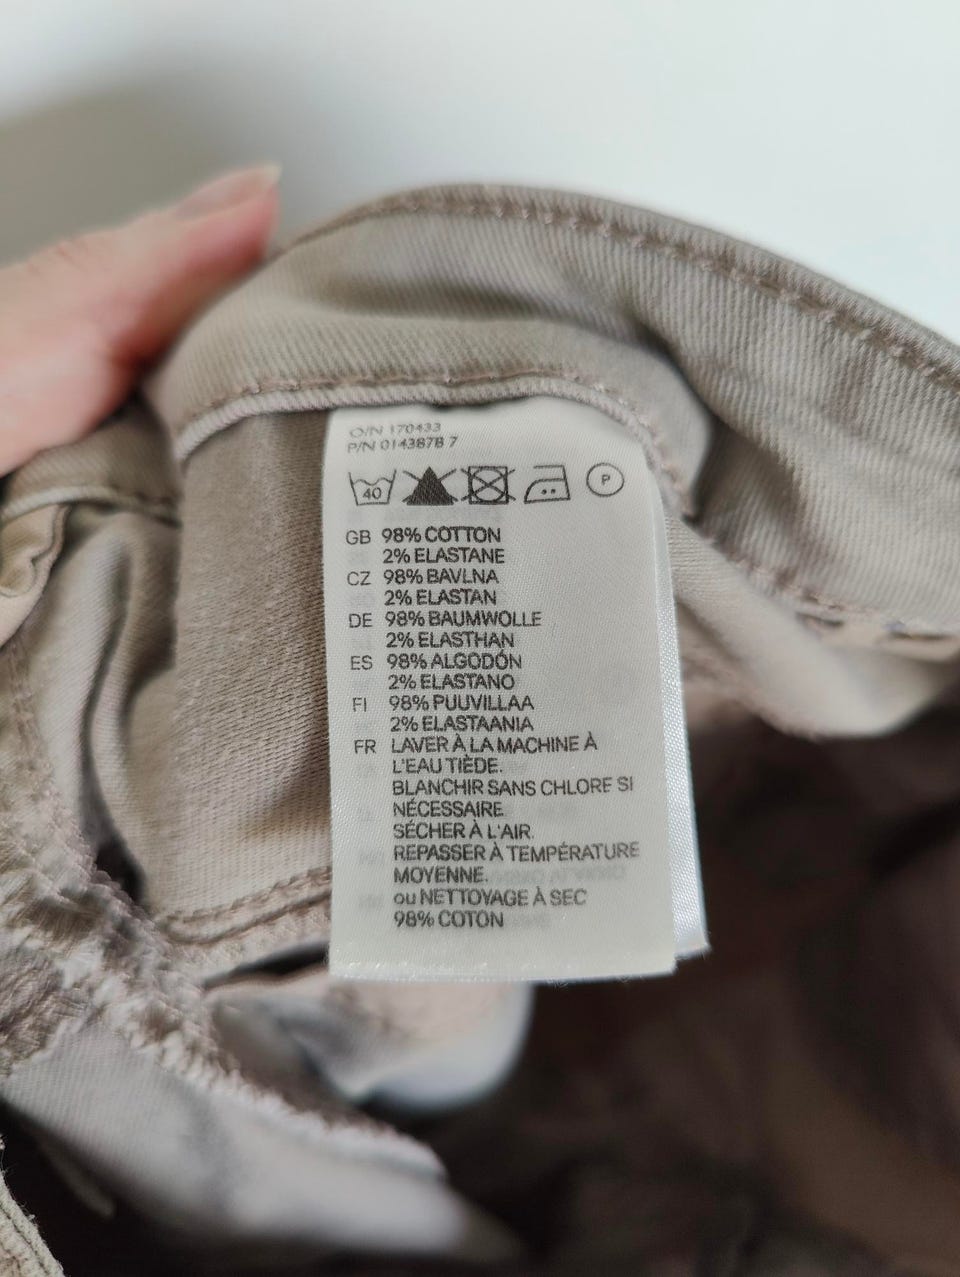 O/N 170433
P/N 0143878 7
40 P
GB 98% COTTON
2% ELASTANE
CZ 98% BAVLNA
2% ELASTAN
DE 98% BAUMWOLLE
2% ELASTHAN
ES 98% ALGODÓN
2% ELASTANO
FI 98% PUUVILLAA
2% ELASTAANIA
FR LAVER À LA MACHINE À
L'EAU TIÈDE.
BLANCHIR SANS CHLORE SI
NÉCESSAIRE.
SÉCHER À L'AIR.
REPASSER À TEMPÉRATURE
MOYENNE.
ou NETTOYAGE À SEC
98% COTON